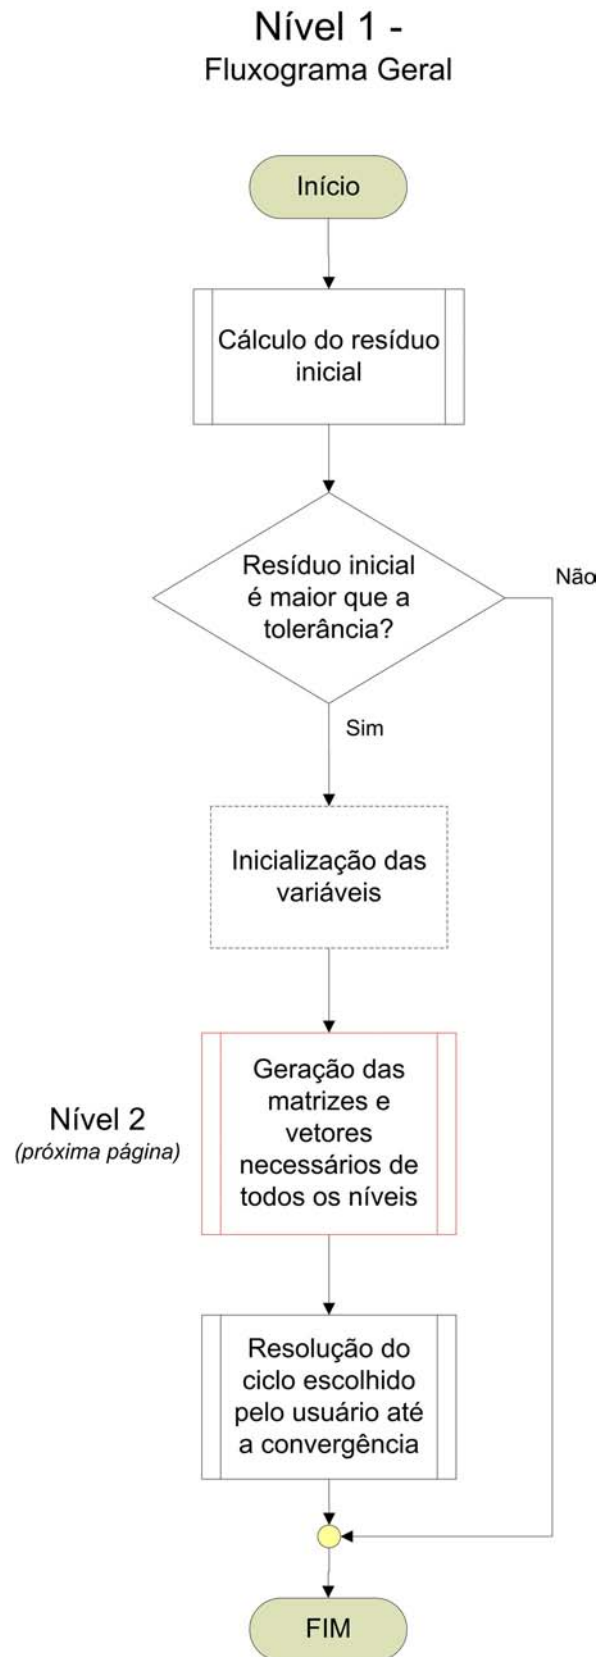 Nível 1 -
Fluxograma Geral
Início
Cálculo do resíduo
inicial
Resíduo inicial
é maior que a
tolerância?
Não
Sim
Inicialização das
variáveis
Nível 2
(próxima página)
Geração das
matrizes e
vetores
necessários de
todos os níveis
Resolução do
ciclo escolhido
pelo usuário até
a convergência
FIM